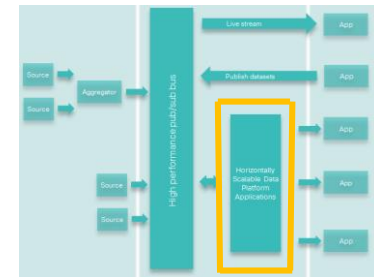 Live stream
App
Publish datasets
App
Source
Aggregator
Source
High performance pub/sub bus
App
Horizontally
Scalable Data
Platform
Applications
Source
App
Source
App